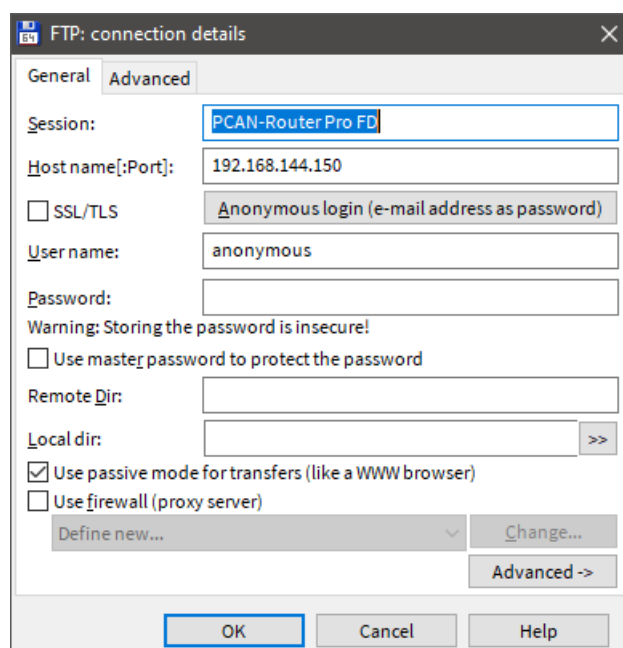 64 FTP: connection details
General Advanced
Session: PCAN-Router Pro FD
Host name[:Port]: 192.168.144.150
SSL/TLS Anonymous login (e-mail address as password)
User name: anonymous
Password:
Warning: Storing the password is insecure!
Use master password to protect the password
Remote Dir:
Local dir: >>
Use passive mode for transfers (like a WWW browser)
Use firewall (proxy server)
Define new... Change...
Advanced ->
OK Cancel Help